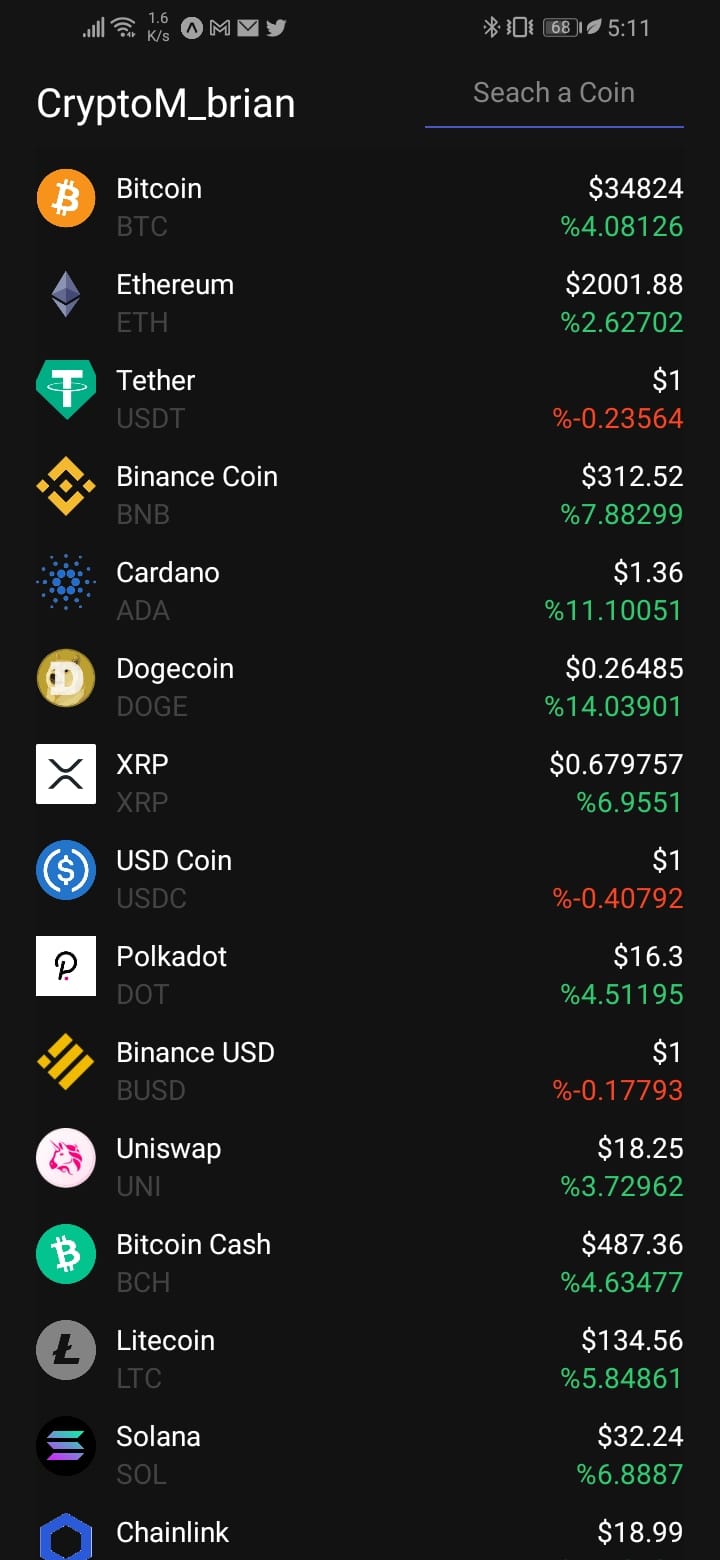 1.6
K/s
68
5:11
CryptoM_brian
Seach a Coin
Bitcoin $34824
BTC %4.08126
Ethereum $2001.88
ETH %2.62702
Tether $1
USDT %-0.23564
Binance Coin $312.52
BNB %7.88299
Cardano $1.36
ADA %11.10051
Dogecoin $0.26485
DOGE %14.03901
XRP $0.679757
XRP %6.9551
USD Coin $1
USDC %-0.40792
Polkadot $16.3
DOT %4.51195
Binance USD $1
BUSD %-0.17793
Uniswap $18.25
UNI %3.72962
Bitcoin Cash $487.36
BCH %4.63477
Litecoin $134.56
LTC %5.84861
Solana $32.24
SOL %6.8887
Chainlink $18.99